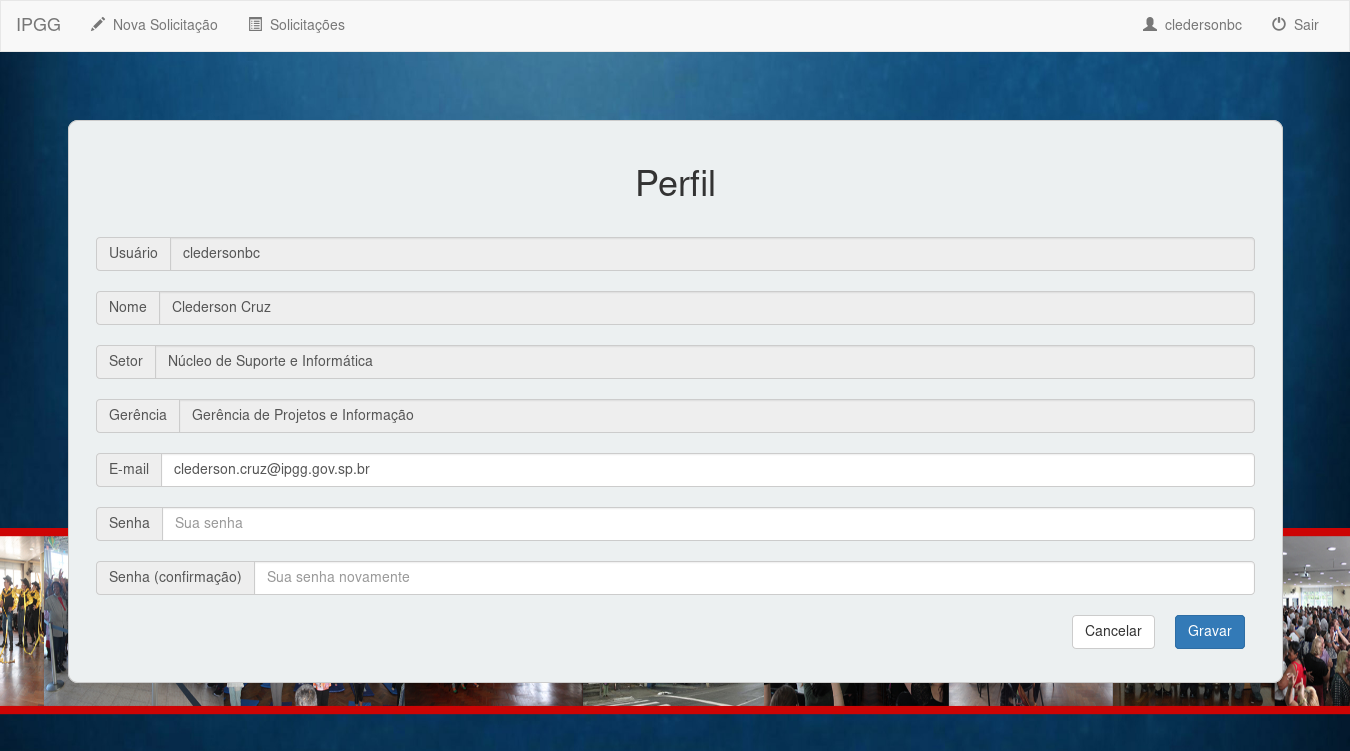 IPGG Nova Solicitação Solicitações cledersonbc Sair
Perfil
Usuário cledersonbc
Nome Clederson Cruz
Setor Núcleo de Suporte e Informática
Gerência Gerência de Projetos e Informação
E-mail clederson.cruz@ipgg.gov.sp.br
Senha Sua senha
Senha (confirmação) Sua senha novamente
Cancelar Gravar